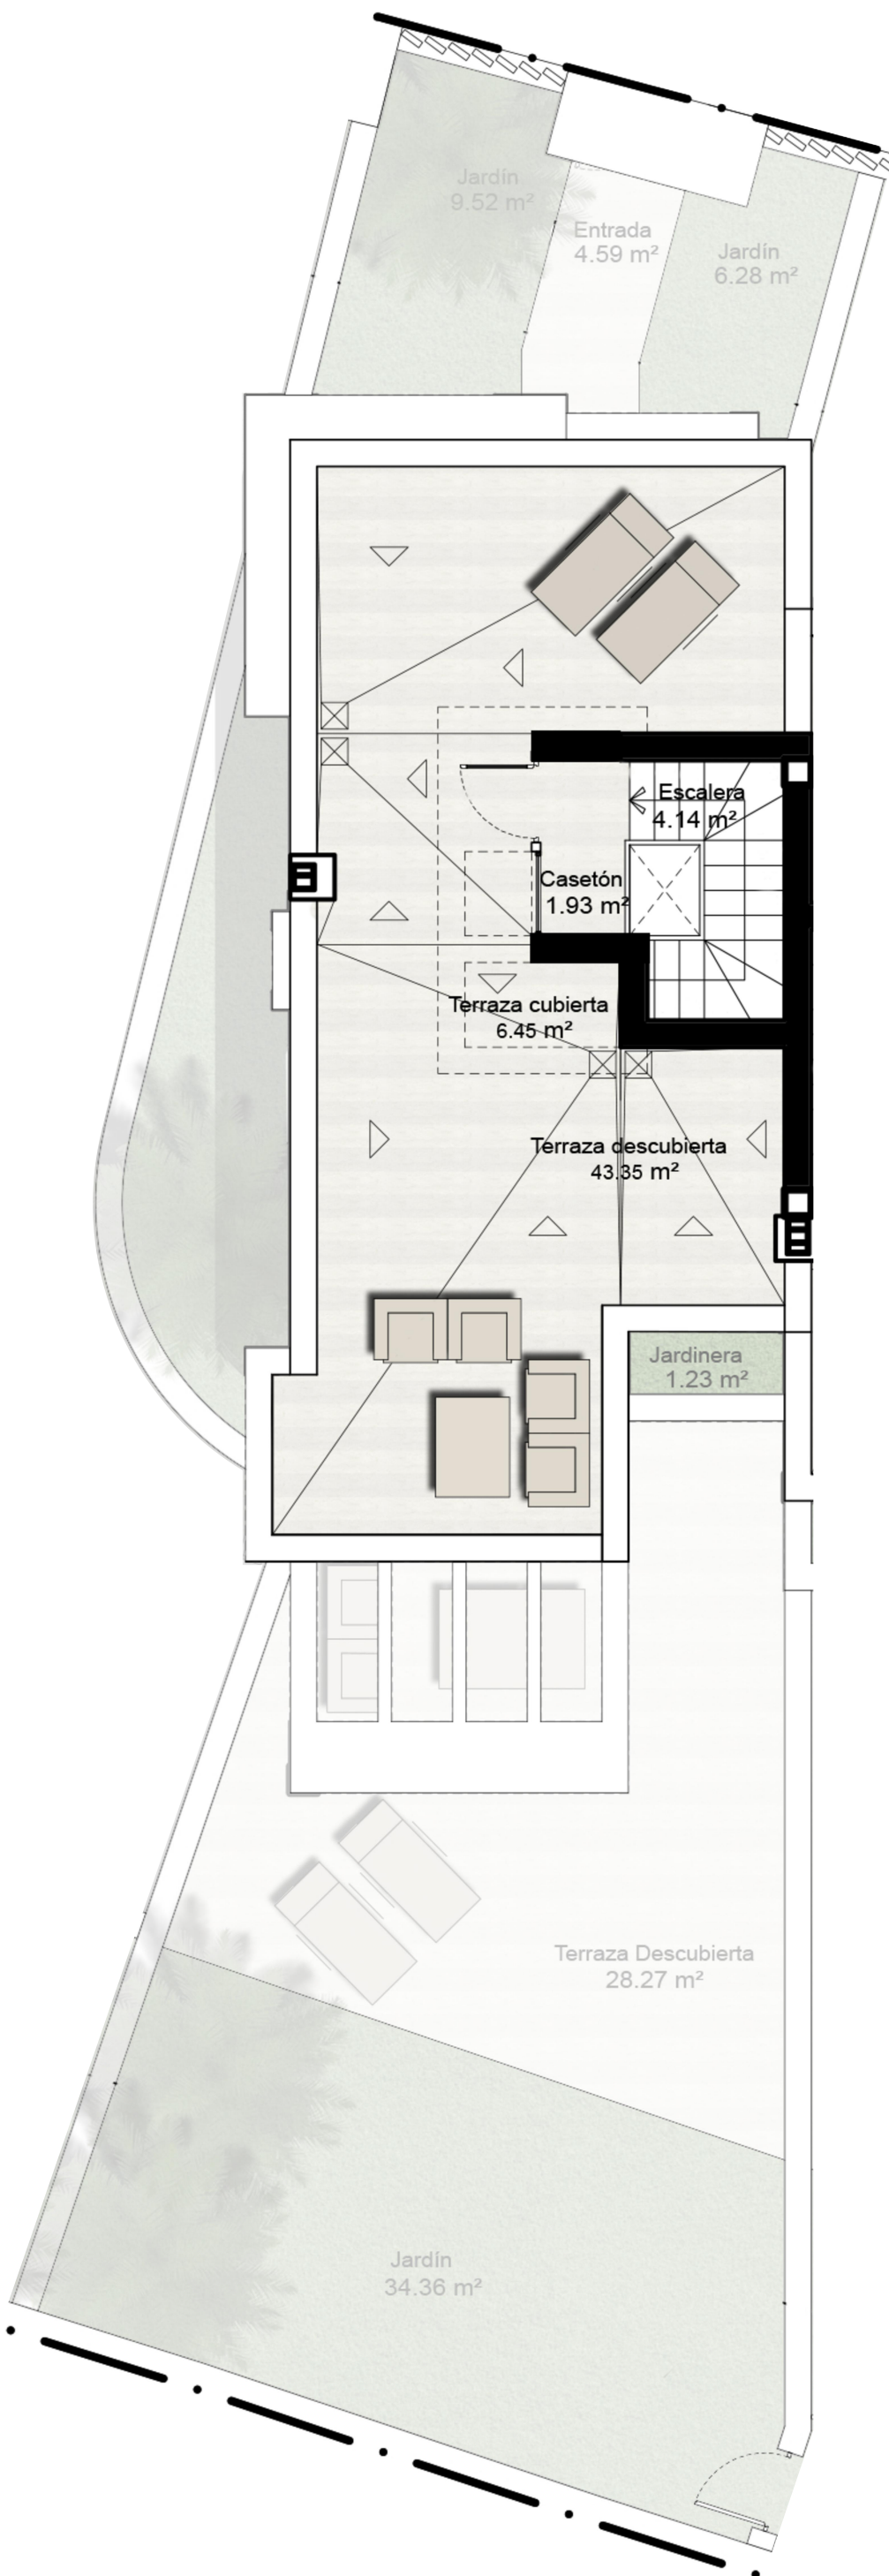 Jardín
9.52 m²
Entrada
4.59 m²
Jardín
6.28 m²
Escalera
4.14 m²
Casetón
1.93 m²
Terraza cubierta
6.45 m²
Terraza descubierta
43.35 m²
Jardinera
1.23 m²
Terraza Descubierta
28.27 m²
Jardín
34.36 m²